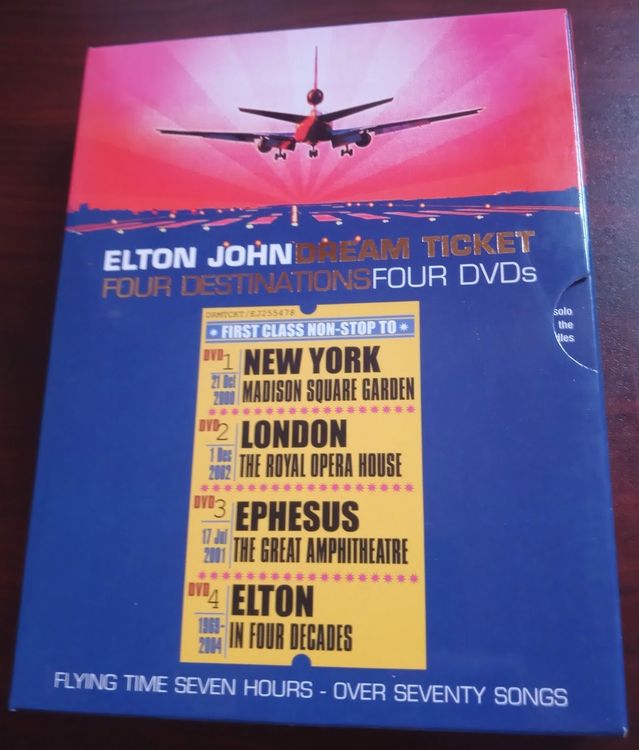 ELTON JOHN DREAM TICKET
FOUR DESTINATIONS FOUR DVDs
solo
the
DRMTCKT/EJ255478
* FIRST CLASS NON-STOP TO *
DVD 1
21 Oct
2000
NEW YORK
MADISON SQUARE GARDEN
DVD 2
1 Dec
2002
LONDON
THE ROYAL OPERA HOUSE
DVD 3
17 Jul
2001
EPHESUS
THE GREAT AMPHITHEATRE
DVD 4
1969-
2004
ELTON
IN FOUR DECADES
FLYING TIME SEVEN HOURS - OVER SEVENTY SONGS